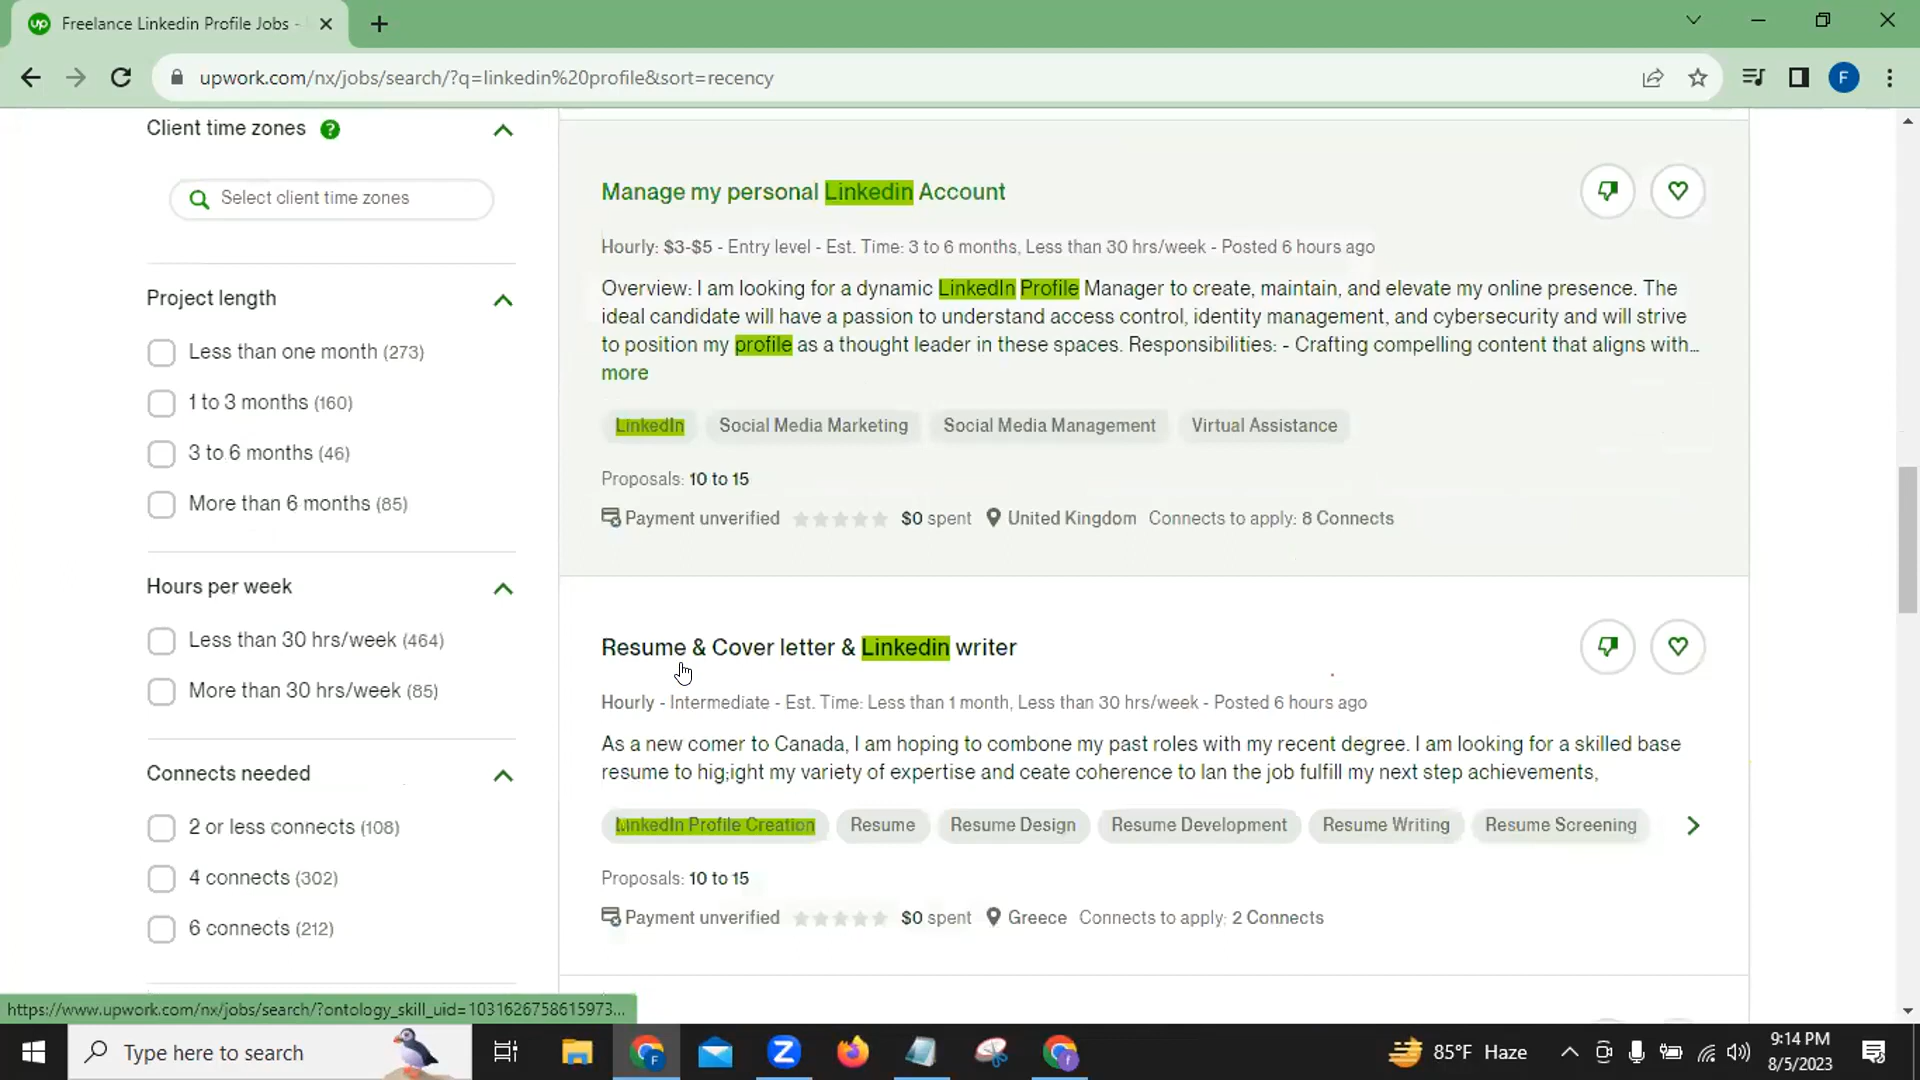 up Freelance Linkedin Profile Jobs -
upwork.com/nx/jobs/search/?q=linkedin%20profile&sort=recency
F
Client time zones ?
Select client time zones
Project length
Less than one month (273)
1 to 3 months (160)
3 to 6 months (46)
More than 6 months (85)
Hours per week
Less than 30 hrs/week (464)
More than 30 hrs/week (85)
Connects needed
2 or less connects (108)
4 connects (302)
6 connects (212)
Manage my personal Linkedin Account
Hourly: $3-$5 - Entry level - Est. Time: 3 to 6 months, Less than 30 hrs/week - Posted 6 hours ago
Overview: I am looking for a dynamic LinkedIn Profile Manager to create, maintain, and elevate my online presence. The
ideal candidate will have a passion to understand access control, identity management, and cybersecurity and will strive
to position my profile as a thought leader in these spaces. Responsibilities: - Crafting compelling content that aligns with…
more
LinkedIn Social Media Marketing Social Media Management Virtual Assistance
Proposals: 10 to 15
Payment unverified $0 spent United Kingdom Connects to apply: 8 Connects
Resume & Cover letter & Linkedin writer
Hourly - Intermediate - Est. Time: Less than 1 month, Less than 30 hrs/week - Posted 6 hours ago
As a new comer to Canada, I am hoping to combone my past roles with my recent degree. I am looking for a skilled base
resume to hig;ight my variety of expertise and ceate coherence to lan the job fulfill my next step achievements,
LinkedIn Profile Creation Resume Resume Design Resume Development Resume Writing Resume Screening
Proposals: 10 to 15
Payment unverified $0 spent Greece Connects to apply: 2 Connects
https://www.upwork.com/nx/jobs/search/?ontology_skill_uid=1031626758615973...
Type here to search
F
Z
f
85°F Haze
9:14 PM
8/5/2023